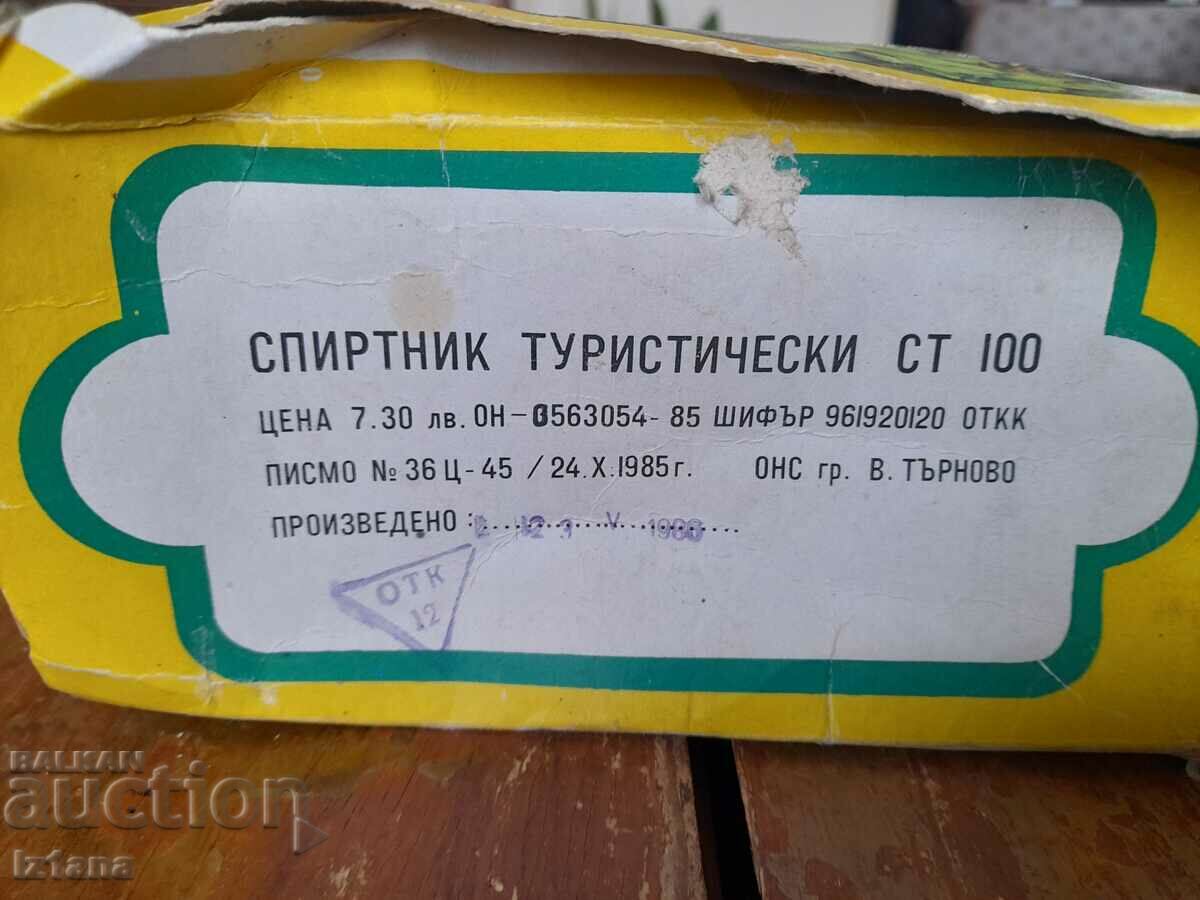 СПИРТНИК ТУРИСТИЧЕСКИ СТ 100
ЦЕНА 7.30 лв. ОН-0563054-85 ШИФЪР 961920120 ОТКК
ПИСМО № 36 Ц-45 / 24.X.1985 г. ОНС гр. В. ТЪРНОВО
ПРОИЗВЕДЕНО: V 1986
ОТК
12
BALKAN
auction
iztana